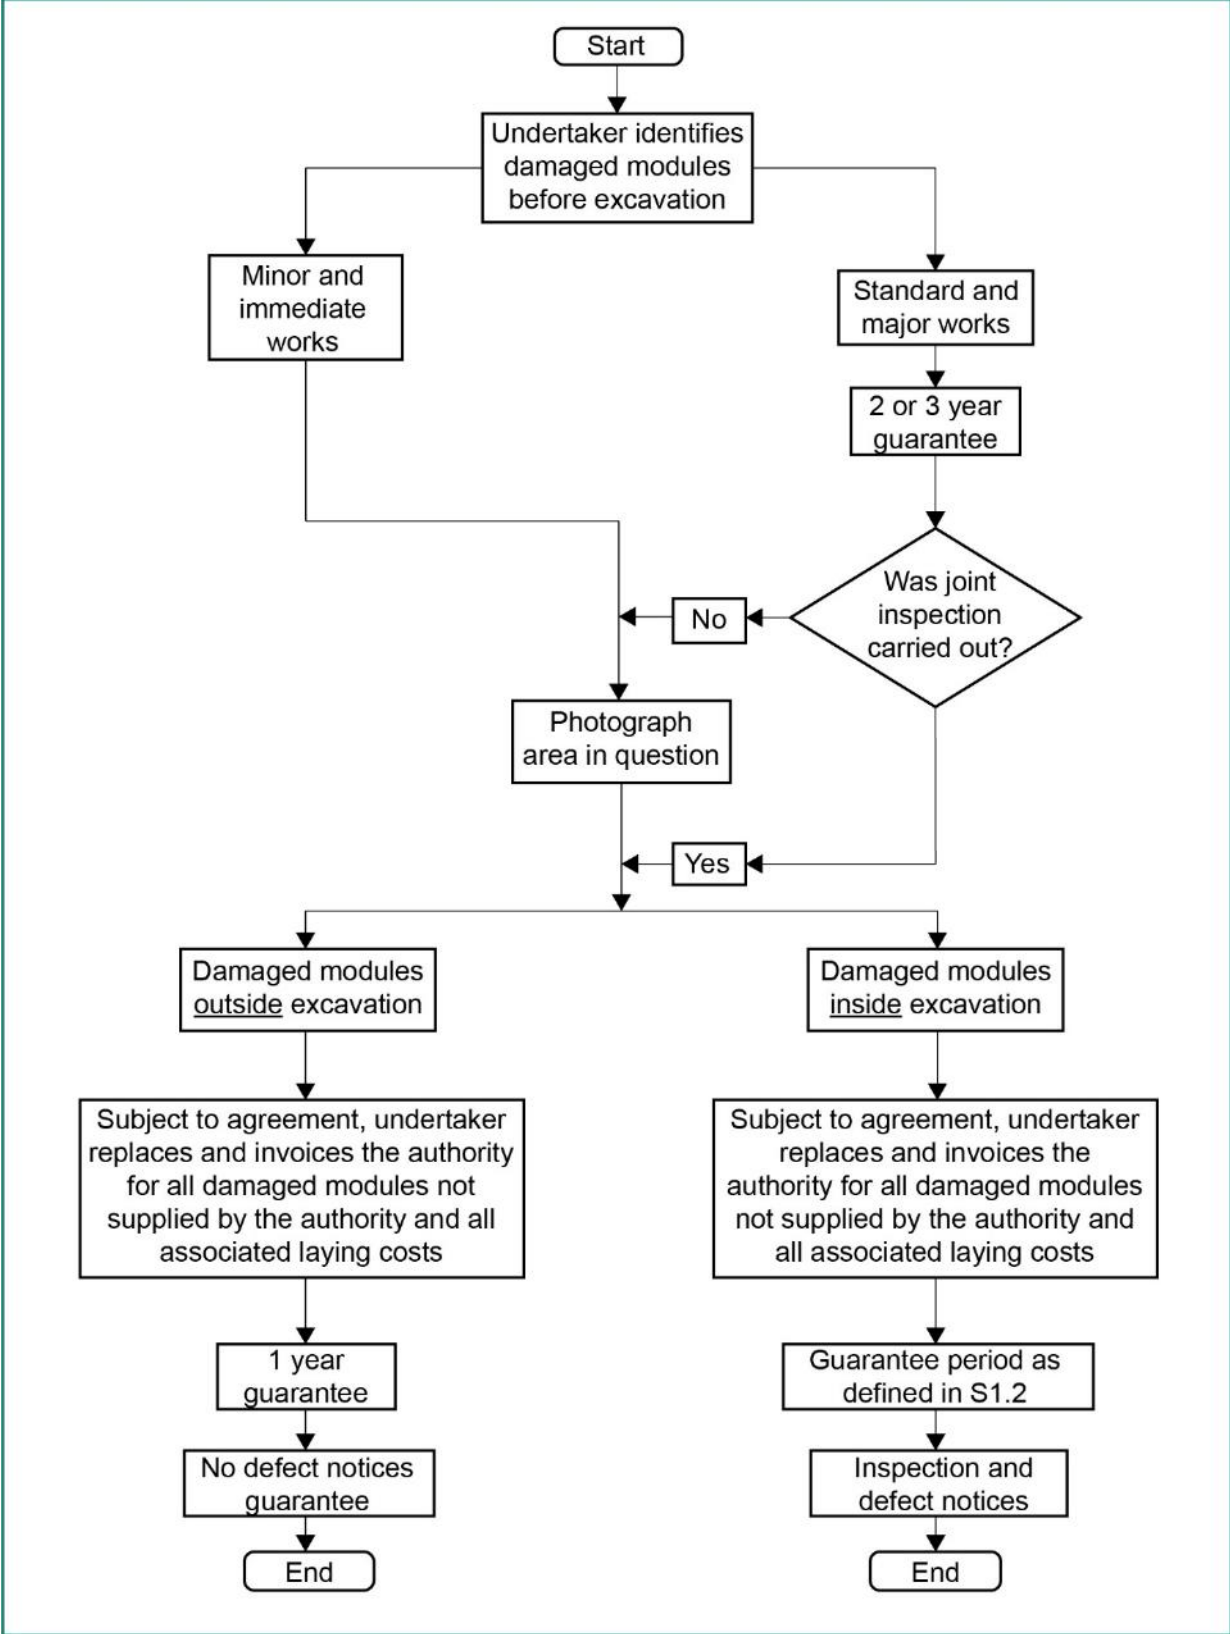 Start
Undertaker identifies
damaged modules
before excavation
Minor and
immediate
works
Standard and
major works
2 or 3 year
guarantee
Was joint
inspection
carried out?
No
Photograph
area in question
Yes
Damaged modules
outside excavation
Damaged modules
inside excavation
Subject to agreement, undertaker
replaces and invoices the authority
for all damaged modules not
supplied by the authority and all
associated laying costs
Subject to agreement, undertaker
replaces and invoices the
authority for all damaged modules
not supplied by the authority and
all associated laying costs
1 year
guarantee
Guarantee period as
defined in S1.2
No defect notices
guarantee
Inspection and
defect notices
End
End